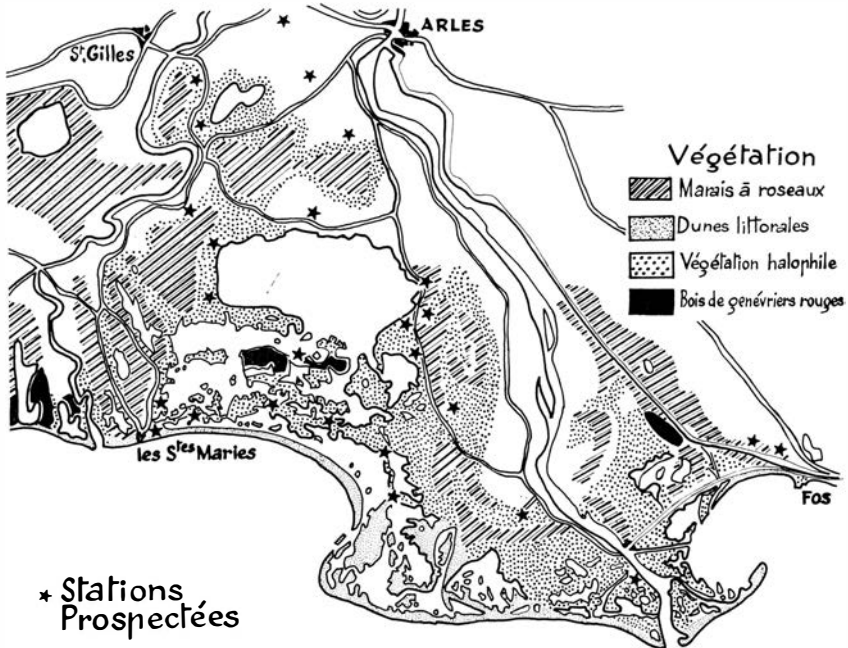 ARLES
St. Gilles
Végétation
Marais à roseaux
Dunes littorales
Végétation halophile
Bois de genévriers rouges
les Stes Maries
Fos
★ Stations
Prospectées